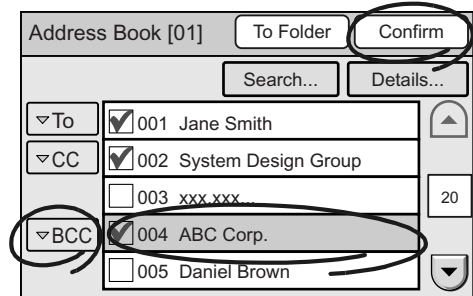 Address Book [01] To Folder Confirm
Search... Details...
To 001 Jane Smith
CC 002 System Design Group
003 xxx.xxx... 20
BCC 004 ABC Corp.
005 Daniel Brown